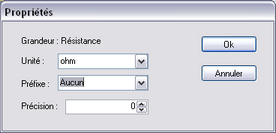 Propriétés
Grandeur : Résistance
Ok
Unité : ohm
Annuler
Préfixe : Aucun
Précision : 0